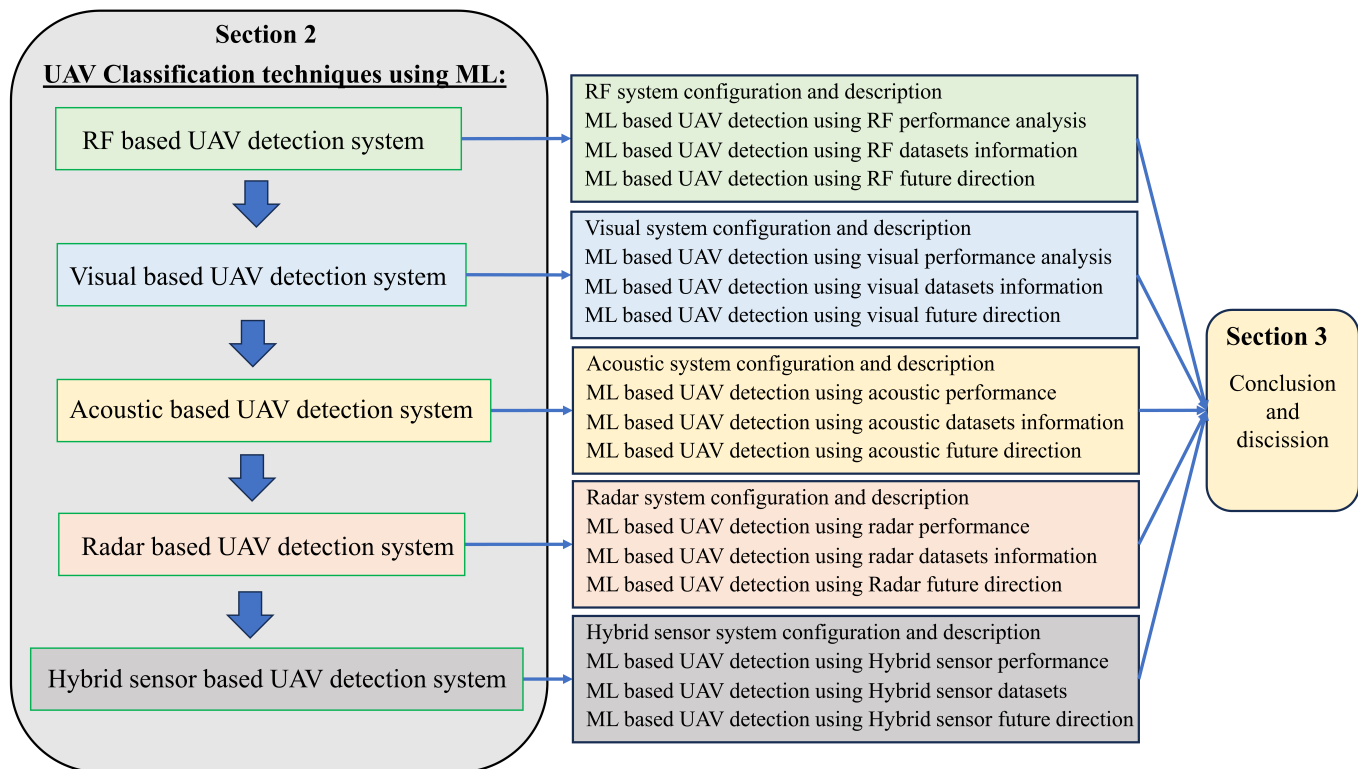 Section 2
UAV Classification techniques using ML:
RF based UAV detection system
Visual based UAV detection system
Acoustic based UAV detection system
Radar based UAV detection system
Hybrid sensor based UAV detection system
RF system configuration and description
ML based UAV detection using RF performance analysis
ML based UAV detection using RF datasets information
ML based UAV detection using RF future direction
Visual system configuration and description
ML based UAV detection using visual performance analysis
ML based UAV detection using visual datasets information
ML based UAV detection using visual future direction
Acoustic system configuration and description
ML based UAV detection using acoustic performance
ML based UAV detection using acoustic datasets information
ML based UAV detection using acoustic future direction
Radar system configuration and description
ML based UAV detection using radar performance
ML based UAV detection using radar datasets information
ML based UAV detection using Radar future direction
Hybrid sensor system configuration and description
ML based UAV detection using Hybrid sensor performance
ML based UAV detection using Hybrid sensor datasets
ML based UAV detection using Hybrid sensor future direction
Section 3
Conclusion
and
discission